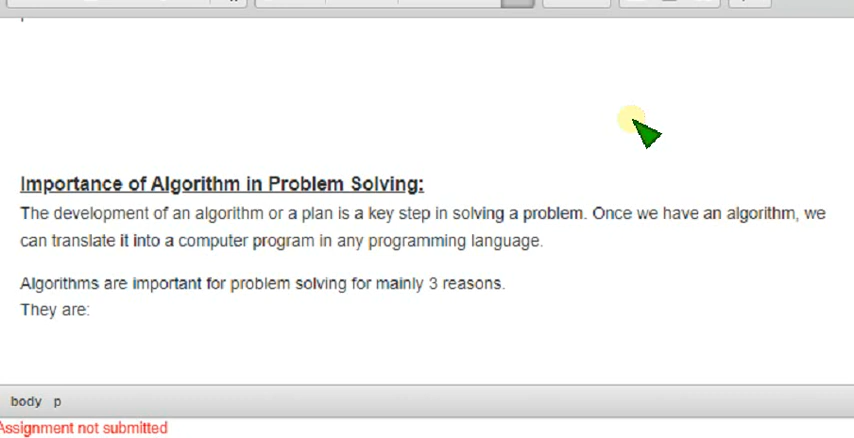 Importance of Algorithm in Problem Solving:
The development of an algorithm or a plan is a key step in solving a problem. Once we have an algorithm, we
can translate it into a computer program in any programming language.
Algorithms are important for problem solving for mainly 3 reasons.
They are:
body p
Assignment not submitted